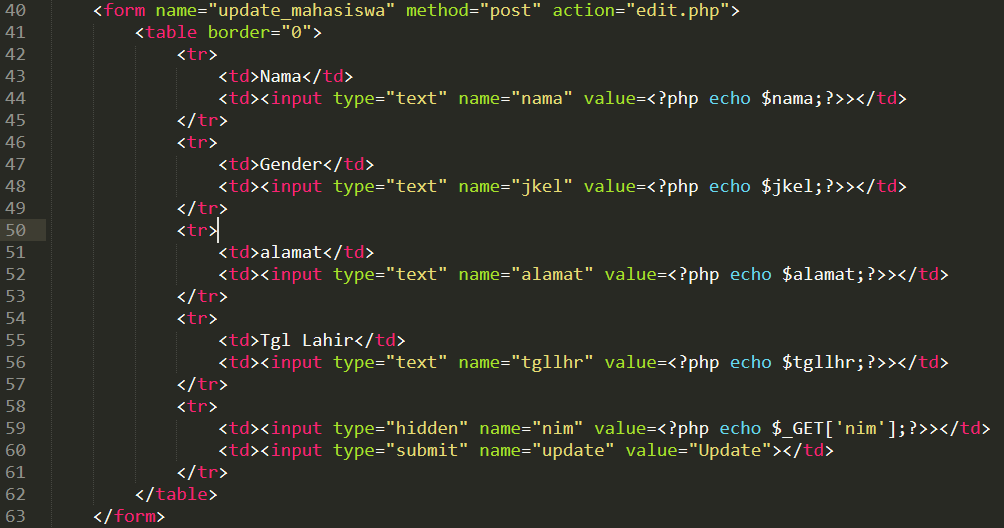 40 <form name="update_mahasiswa" method="post" action="edit.php">
41 <table border="0">
42 <tr>
43 <td>Nama</td>
44 <td><input type="text" name="nama" value=<?php echo $nama;?>></td>
45 </tr>
46 <tr>
47 <td>Gender</td>
48 <td><input type="text" name="jkel" value=<?php echo $jkel;?>></td>
49 </tr>
50 <tr>
51 <td>alamat</td>
52 <td><input type="text" name="alamat" value=<?php echo $alamat;?>></td>
53 </tr>
54 <tr>
55 <td>Tgl Lahir</td>
56 <td><input type="text" name="tgllhr" value=<?php echo $tgllhr;?>></td>
57 </tr>
58 <tr>
59 <td><input type="hidden" name="nim" value=<?php echo $_GET['nim'];?>></td>
60 <td><input type="submit" name="update" value="Update"></td>
61 </tr>
62 </table>
63 </form>